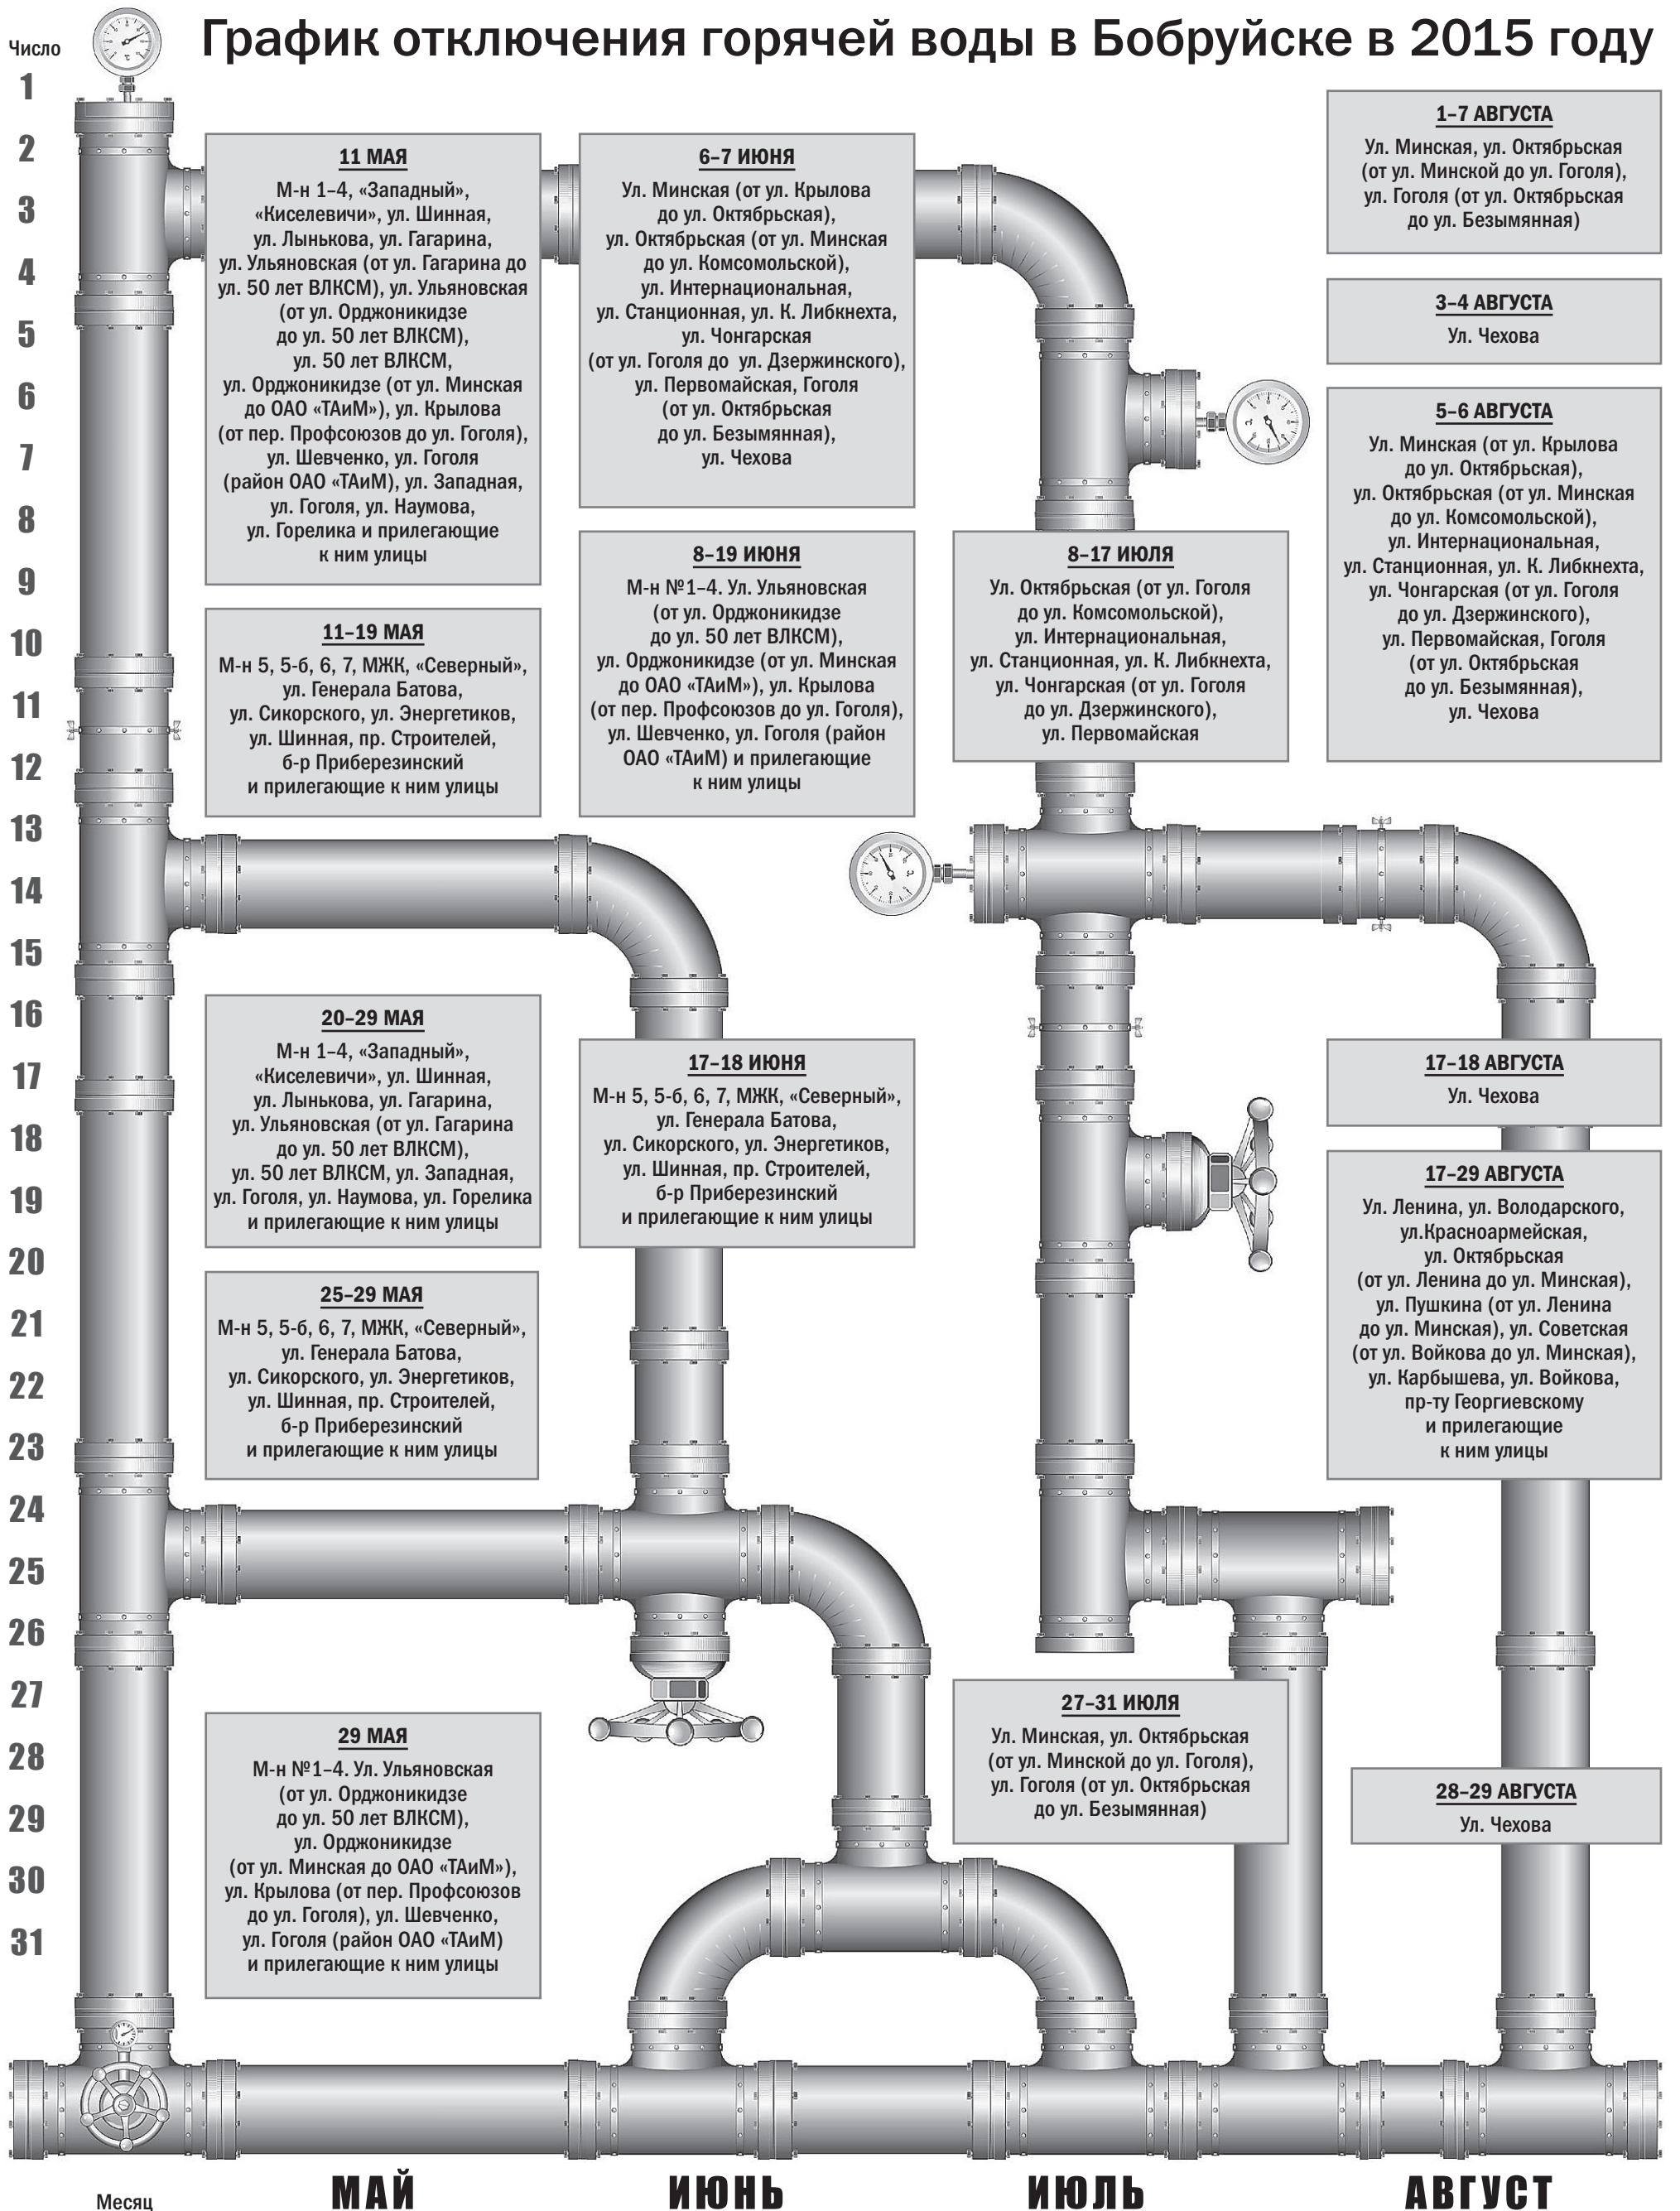 График отключения горячей воды в Бобруйске в 2015 году
Число
1
2
3
4
5
6
7
8
9
10
11
12
13
14
15
16
17
18
19
20
21
22
23
24
25
26
27
28
29
30
31
11 МАЯ
М-н 1–4, «Западный»,
«Киселевичи», ул. Шинная,
ул. Лынькова, ул. Гагарина,
ул. Ульяновская (от ул. Гагарина до
ул. 50 лет ВЛКСМ), ул. Ульяновская
(от ул. Орджоникидзе
до ул. 50 лет ВЛКСМ),
ул. 50 лет ВЛКСМ,
ул. Орджоникидзе (от ул. Минская
до ОАО «ТАиМ»), ул. Крылова
(от пер. Профсоюзов до ул. Гоголя),
ул. Шевченко, ул. Гоголя
(район ОАО «ТАиМ), ул. Западная,
ул. Гоголя, ул. Наумова,
ул. Горелика и прилегающие
к ним улицы
11–19 МАЯ
М-н 5, 5-б, 6, 7, МЖК, «Северный»,
ул. Генерала Батова,
ул. Сикорского, ул. Энергетиков,
ул. Шинная, пр. Строителей,
б-р Приберезинский
и прилегающие к ним улицы
20–29 МАЯ
М-н 1–4, «Западный»,
«Киселевичи», ул. Шинная,
ул. Лынькова, ул. Гагарина,
ул. Ульяновская (от ул. Гагарина
до ул. 50 лет ВЛКСМ),
ул. 50 лет ВЛКСМ, ул. Западная,
ул. Гоголя, ул. Наумова, ул. Горелика
и прилегающие к ним улицы
25–29 МАЯ
М-н 5, 5-б, 6, 7, МЖК, «Северный»,
ул. Генерала Батова,
ул. Сикорского, ул. Энергетиков,
ул. Шинная, пр. Строителей,
б-р Приберезинский
и прилегающие к ним улицы
29 МАЯ
М-н №1–4. Ул. Ульяновская
(от ул. Орджоникидзе
до ул. 50 лет ВЛКСМ),
ул. Орджоникидзе
(от ул. Минская до ОАО «ТАиМ»),
ул. Крылова (от пер. Профсоюзов
до ул. Гоголя), ул. Шевченко,
ул. Гоголя (район ОАО «ТАиМ)
и прилегающие к ним улицы
6–7 ИЮНЯ
Ул. Минская (от ул. Крылова
до ул. Октябрьская),
ул. Октябрьская (от ул. Минская
до ул. Комсомольской),
ул. Интернациональная,
ул. Станционная, ул. К. Либкнехта,
ул. Чонгарская
(от ул. Гоголя до ул. Дзержинского),
ул. Первомайская, Гоголя
(от ул. Октябрьская
до ул. Безымянная),
ул. Чехова
8–19 ИЮНЯ
М-н №1–4. Ул. Ульяновская
(от ул. Орджоникидзе
до ул. 50 лет ВЛКСМ),
ул. Орджоникидзе (от ул. Минская
до ОАО «ТАиМ»), ул. Крылова
(от пер. Профсоюзов до ул. Гоголя),
ул. Шевченко, ул. Гоголя (район
ОАО «ТАиМ) и прилегающие
к ним улицы
17–18 ИЮНЯ
М-н 5, 5-б, 6, 7, МЖК, «Северный»,
ул. Генерала Батова,
ул. Сикорского, ул. Энергетиков,
ул. Шинная, пр. Строителей,
б-р Приберезинский
и прилегающие к ним улицы
8–17 ИЮЛЯ
Ул. Октябрьская (от ул. Гоголя
до ул. Комсомольской),
ул. Интернациональная,
ул. Станционная, ул. К. Либкнехта,
ул. Чонгарская (от ул. Гоголя
до ул. Дзержинского),
ул. Первомайская
27–31 ИЮЛЯ
Ул. Минская, ул. Октябрьская
(от ул. Минской до ул. Гоголя),
ул. Гоголя (от ул. Октябрьская
до ул. Безымянная)
1–7 АВГУСТА
Ул. Минская, ул. Октябрьская
(от ул. Минской до ул. Гоголя),
ул. Гоголя (от ул. Октябрьская
до ул. Безымянная)
3–4 АВГУСТА
Ул. Чехова
5–6 АВГУСТА
Ул. Минская (от ул. Крылова
до ул. Октябрьская),
ул. Октябрьская (от ул. Минская
до ул. Комсомольской),
ул. Интернациональная,
ул. Станционная, ул. К. Либкнехта,
ул. Чонгарская (от ул. Гоголя
до ул. Дзержинского),
ул. Первомайская, Гоголя
(от ул. Октябрьская
до ул. Безымянная),
ул. Чехова
17–18 АВГУСТА
Ул. Чехова
17–29 АВГУСТА
Ул. Ленина, ул. Володарского,
ул.Красноармейская,
ул. Октябрьская
(от ул. Ленина до ул. Минская),
ул. Пушкина (от ул. Ленина
до ул. Минская), ул. Советская
(от ул. Войкова до ул. Минская),
ул. Карбышева, ул. Войкова,
пр-ту Георгиевскому
и прилегающие
к ним улицы
28–29 АВГУСТА
Ул. Чехова
Месяц
МАЙ
ИЮНЬ
ИЮЛЬ
АВГУСТ